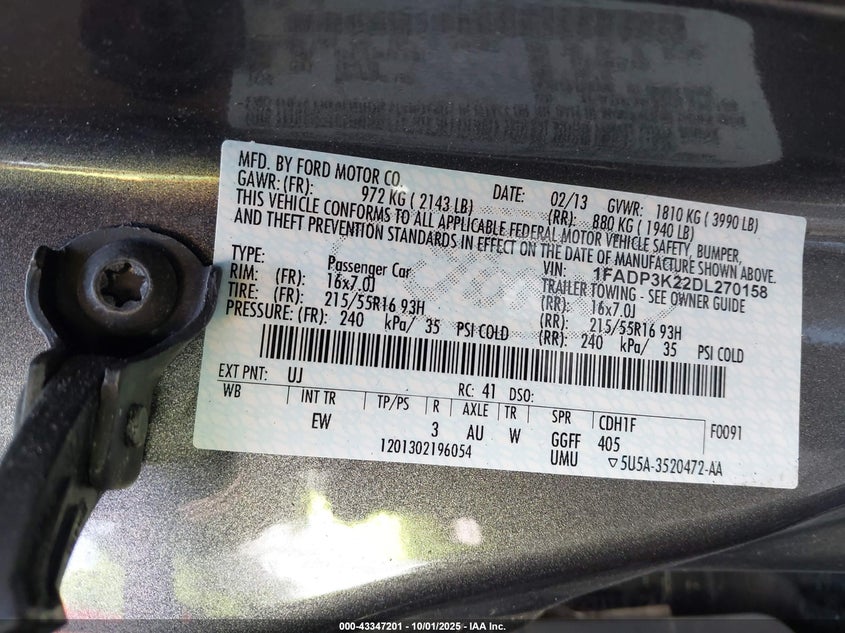 MFD. BY FORD MOTOR CO.
DATE: 02/13 GVWR: 1810 KG ( 3990 LB)
GAWR: (FR): 972 KG ( 2143 LB) (RR): 880 KG ( 1940 LB)
THIS VEHICLE CONFORMS TO ALL APPLICABLE FEDERAL MOTOR VEHICLE SAFETY, BUMPER,
AND THEFT PREVENTION STANDARDS IN EFFECT ON THE DATE OF MANUFACTURE SHOWN ABOVE.
VIN: 1FADP3K22DL270158
TYPE: Passenger Car TRAILER TOWING - SEE OWNER GUIDE
RIM: (FR): 16x7.0J (RR): 16x7.0J
TIRE: (FR): 215/55R16 93H (RR): 215/55R16 93H
PRESSURE: (FR): 240 kPa/ 35 PSI COLD (RR): 240 kPa/ 35 PSI COLD
EXT PNT: UJ RC: 41 DSO:
WB INT TR TP/PS R AXLE TR SPR CDH1F F0091
EW 3 AU W GGFF 405
1201302196054 UMU ▽5U5A-3520472-AA
000-43347201 - 10/01/2025 - IAA Inc.